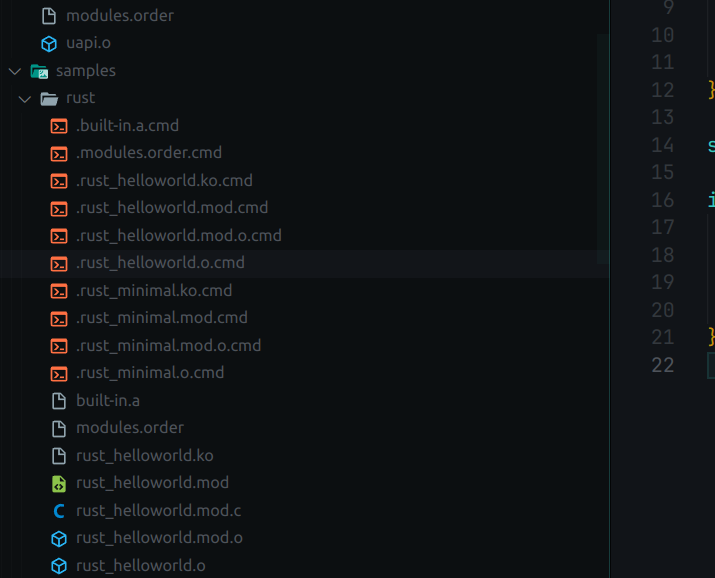 modules.order
uapi.o
samples
rust
.built-in.a.cmd
.modules.order.cmd
.rust_helloworld.ko.cmd
.rust_helloworld.mod.cmd
.rust_helloworld.mod.o.cmd
.rust_helloworld.o.cmd
.rust_minimal.ko.cmd
.rust_minimal.mod.cmd
.rust_minimal.mod.o.cmd
.rust_minimal.o.cmd
built-in.a
modules.order
rust_helloworld.ko
rust_helloworld.mod
rust_helloworld.mod.c
rust_helloworld.mod.o
rust_helloworld.o
9
10
11
12 }
13
14 s
15
16 i
17
18
19
20
21 }
22